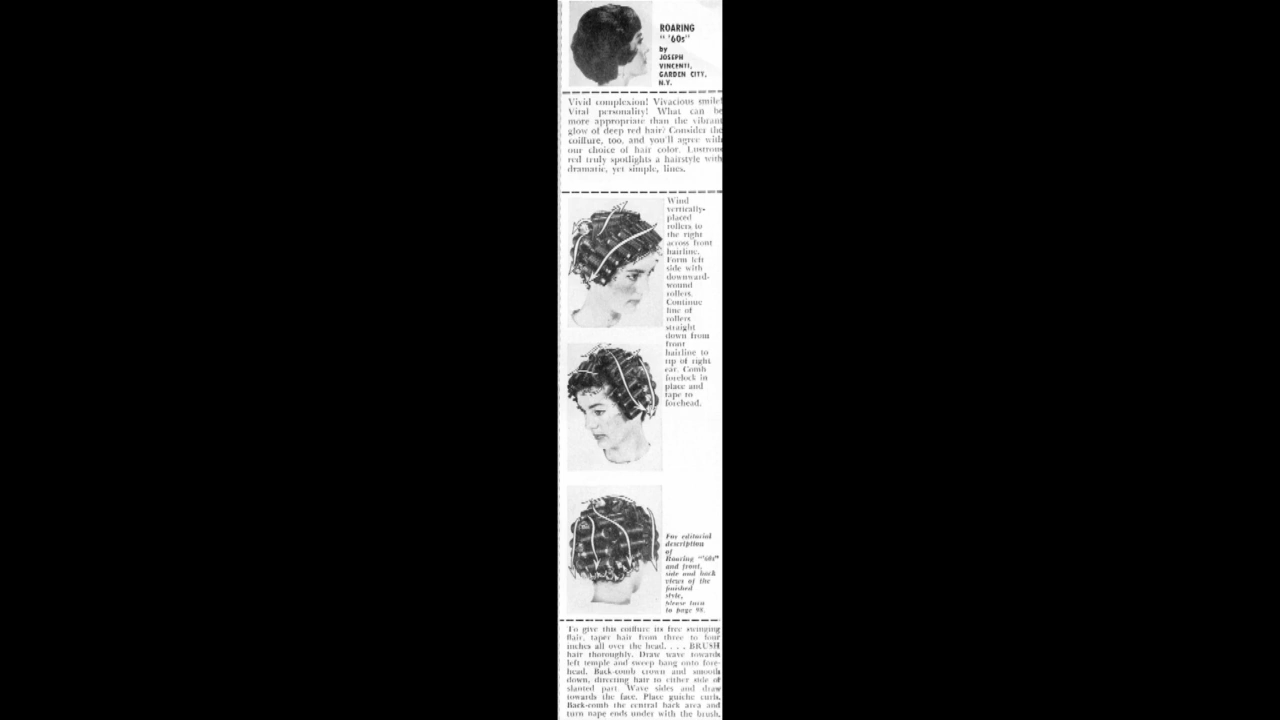 ROARING
" '60s"
by
JOSEPH
VINCENTI,
GARDEN CITY,
N.Y.
Vivid complexion! Vivacious smile!
Vital personality! What can be
more appropriate than the vibrant
glow of deep red hair? Consider the
coiffure, too, and you'll agree with
our choice of hair color. Lustrous
red truly spotlights a hairstyle with
dramatic, yet simple, lines.
Wind
vertically-
placed
rollers to
the right
across front
hairline.
Form left
side with
downward-
wound
rollers.
Continue
line of
rollers
straight
down from
front
hairline to
tip of right
ear. Comb
forelock in
place and
tape to
forehead.
For editorial
description
of
Roaring "'60s"
and front,
side and back
views of the
finished
style,
please turn
to page 98.
To give this coiffure its free swinging
flair, taper hair from three to four
inches all over the head. . . . BRUSH
hair thoroughly. Draw wave towards
left temple and sweep bang onto fore-
head. Back-comb crown and smooth
down, directing hair to either side of
slanted part. Wave sides and draw
towards the face. Place guiche curls.
Back-comb the central back area and
turn nape ends under with the brush.